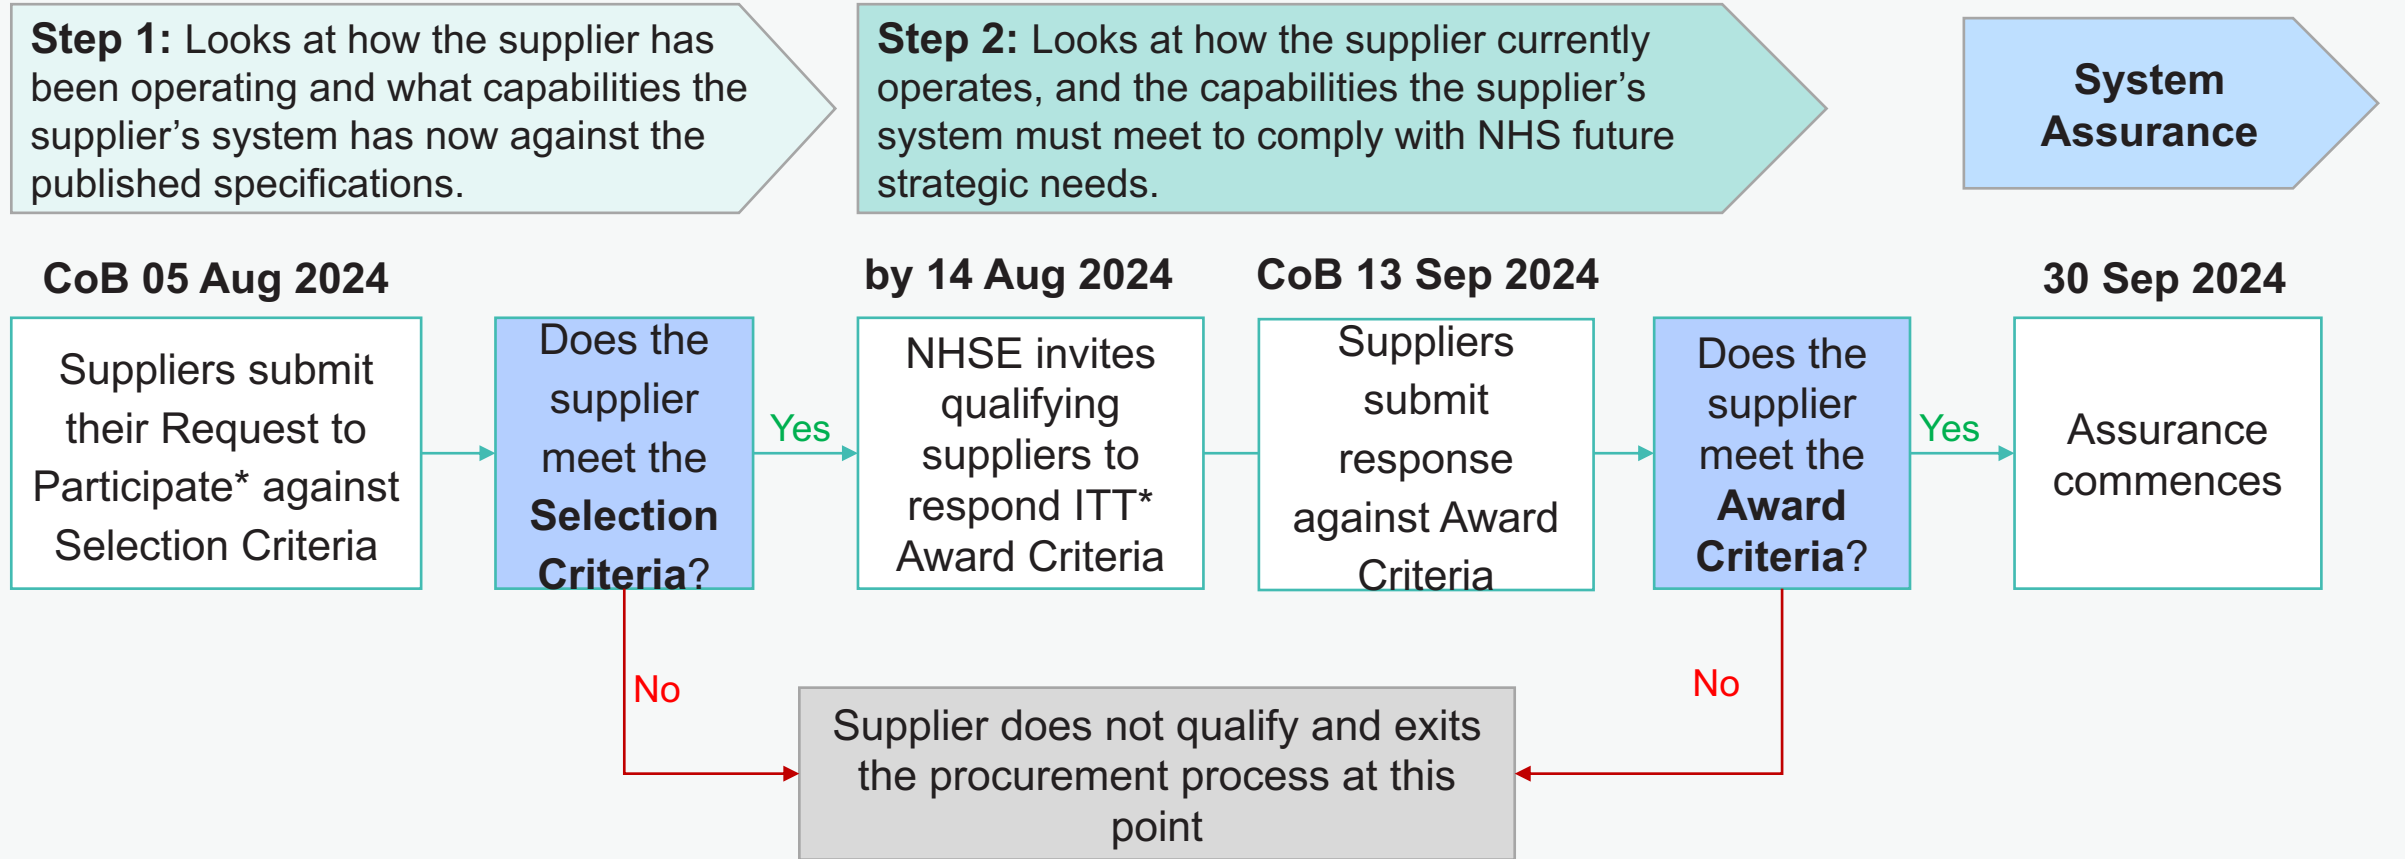 Step 1: Looks at how the supplier has
been operating and what capabilities the
supplier's system has now against the
published specifications.
Step 2: Looks at how the supplier currently
operates, and the capabilities the supplier's
system must meet to comply with NHS future
strategic needs.
System
Assurance
CoB 05 Aug 2024
by 14 Aug 2024
CoB 13 Sep 2024
30 Sep 2024
Suppliers submit
their Request to
Participate* against
Selection Criteria
Does the
supplier
meet the
Selection
Criteria?
Yes
NHSE invites
qualifying
suppliers to
respond ITT*
Award Criteria
Suppliers
submit
response
against Award
Criteria
Does the
supplier
meet the
Award
Criteria?
Yes
Assurance
commences
No
No
Supplier does not qualify and exits
the procurement process at this
point